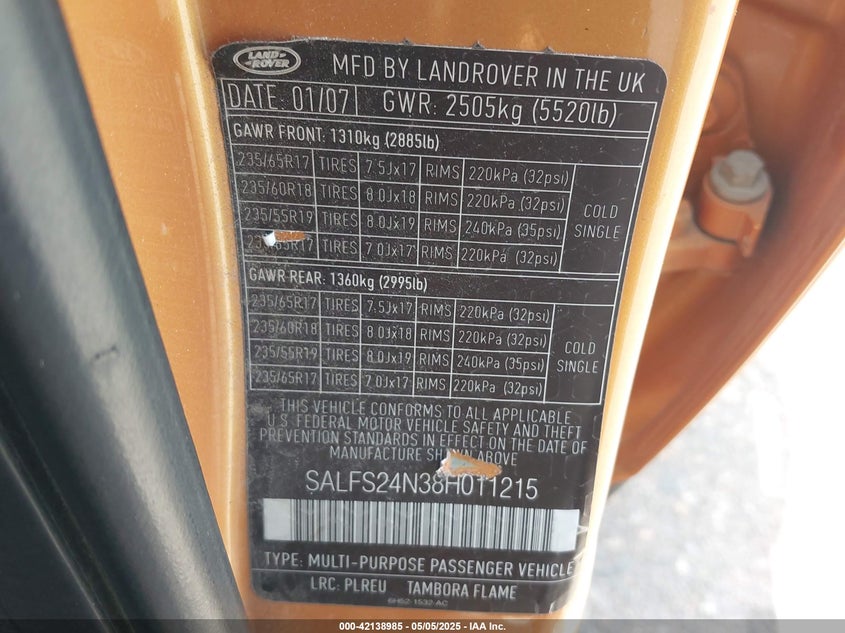 LAND ROVER
MFD BY LANDROVER IN THE UK
DATE: 01/07 GWR: 2505kg (5520lb)
GAWR FRONT: 1310kg (2885lb)
235/65R17 TIRES 7.5Jx17 RIMS 220kPa (32psi)
235/60R18 TIRES 8.0Jx18 RIMS 220kPa (32psi)
235/55R19 TIRES 8.0Jx19 RIMS 240kPa (35psi)
235/65R17 TIRES 7.0Jx17 RIMS 220kPa (32psi)
COLD
SINGLE
GAWR REAR: 1360kg (2995lb)
235/65R17 TIRES 7.5Jx17 RIMS 220kPa (32psi)
235/60R18 TIRES 8.0Jx18 RIMS 220kPa (32psi)
235/55R19 TIRES 8.0Jx19 RIMS 240kPa (35psi)
235/65R17 TIRES 7.0Jx17 RIMS 220kPa (32psi)
COLD
SINGLE
THIS VEHICLE CONFORMS TO ALL APPLICABLE
U.S. FEDERAL MOTOR VEHICLE SAFETY AND THEFT
PREVENTION STANDARDS IN EFFECT ON THE DATE OF
MANUFACTURE SHOWN ABOVE
SALFS24N38H011215
TYPE: MULTI-PURPOSE PASSENGER VEHICLE
LRC: PLREU TAMBORA FLAME
6H52-1532-AC
000-42138985 - 05/05/2025 - IAA Inc.